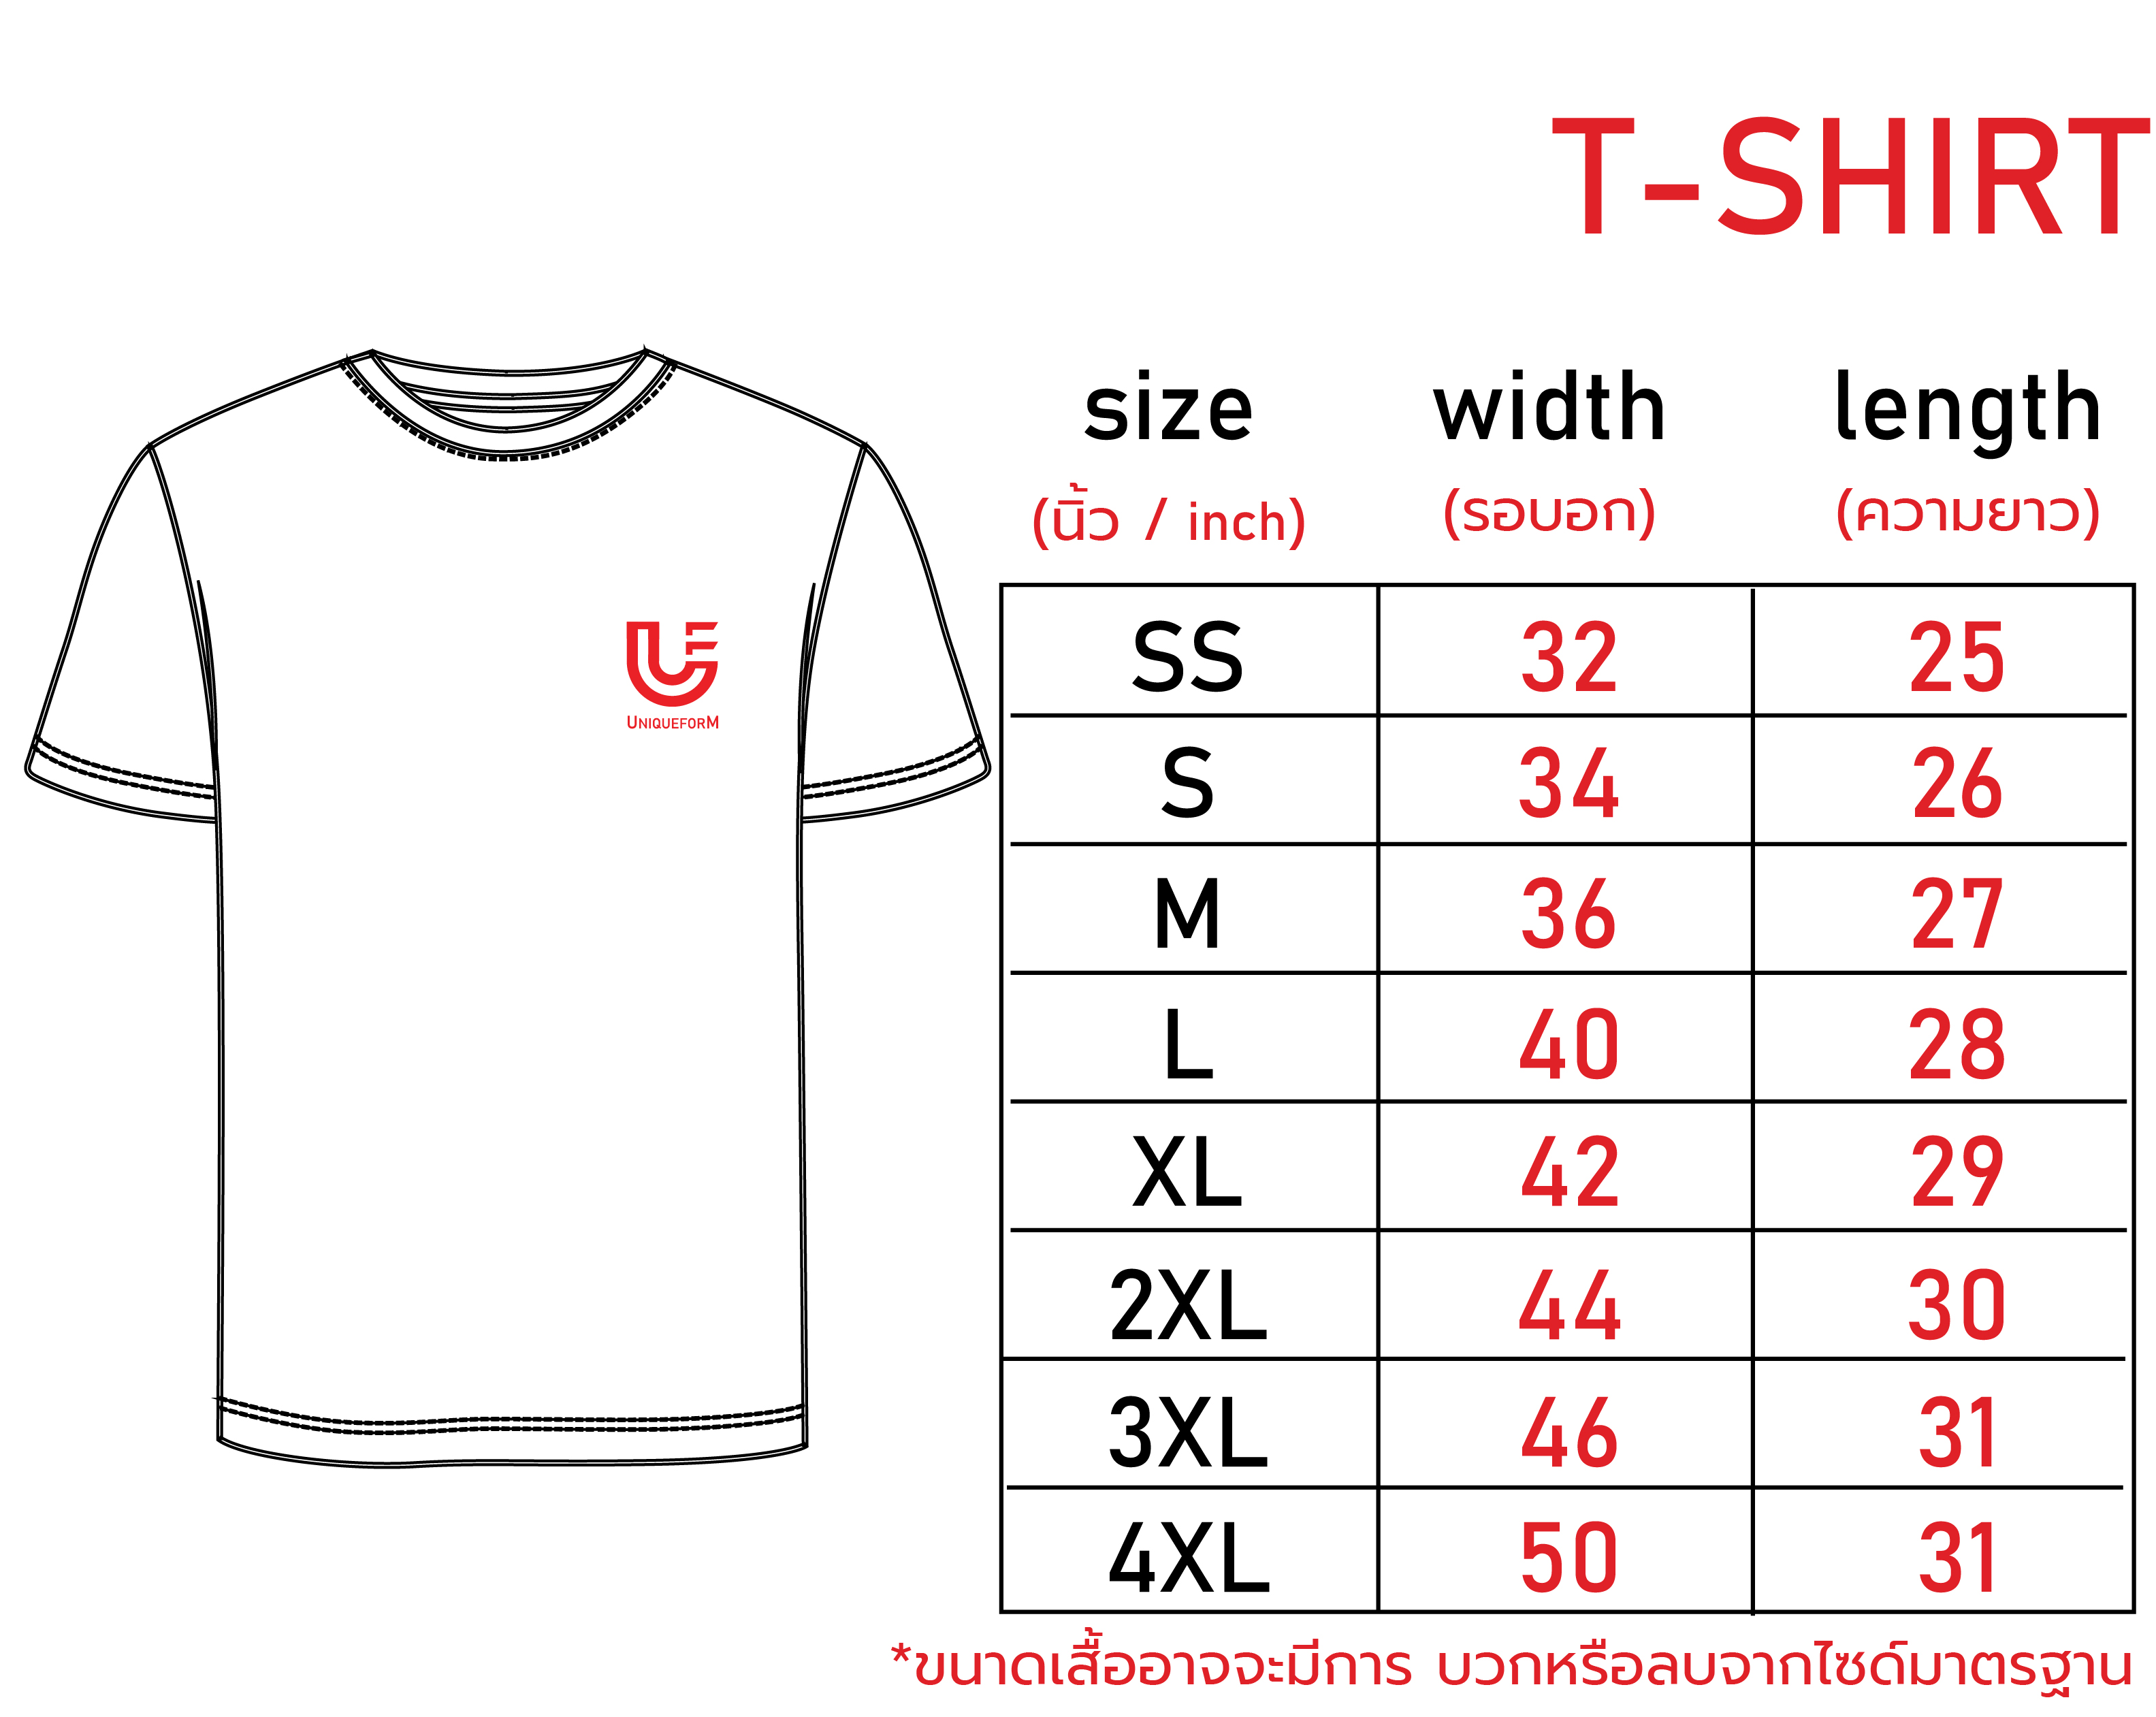 T-SHIRT
size width length
(นิ้ว / inch) (รอบอก) (ความยาว)
UNIQUEFORM
SS 32 25
S 34 26
M 36 27
L 40 28
XL 42 29
2XL 44 30
3XL 46 31
4XL 50 31
*ขนาดเสื้ออาจจะมีการ บวกหรือลบจากไซด์มาตรฐาน